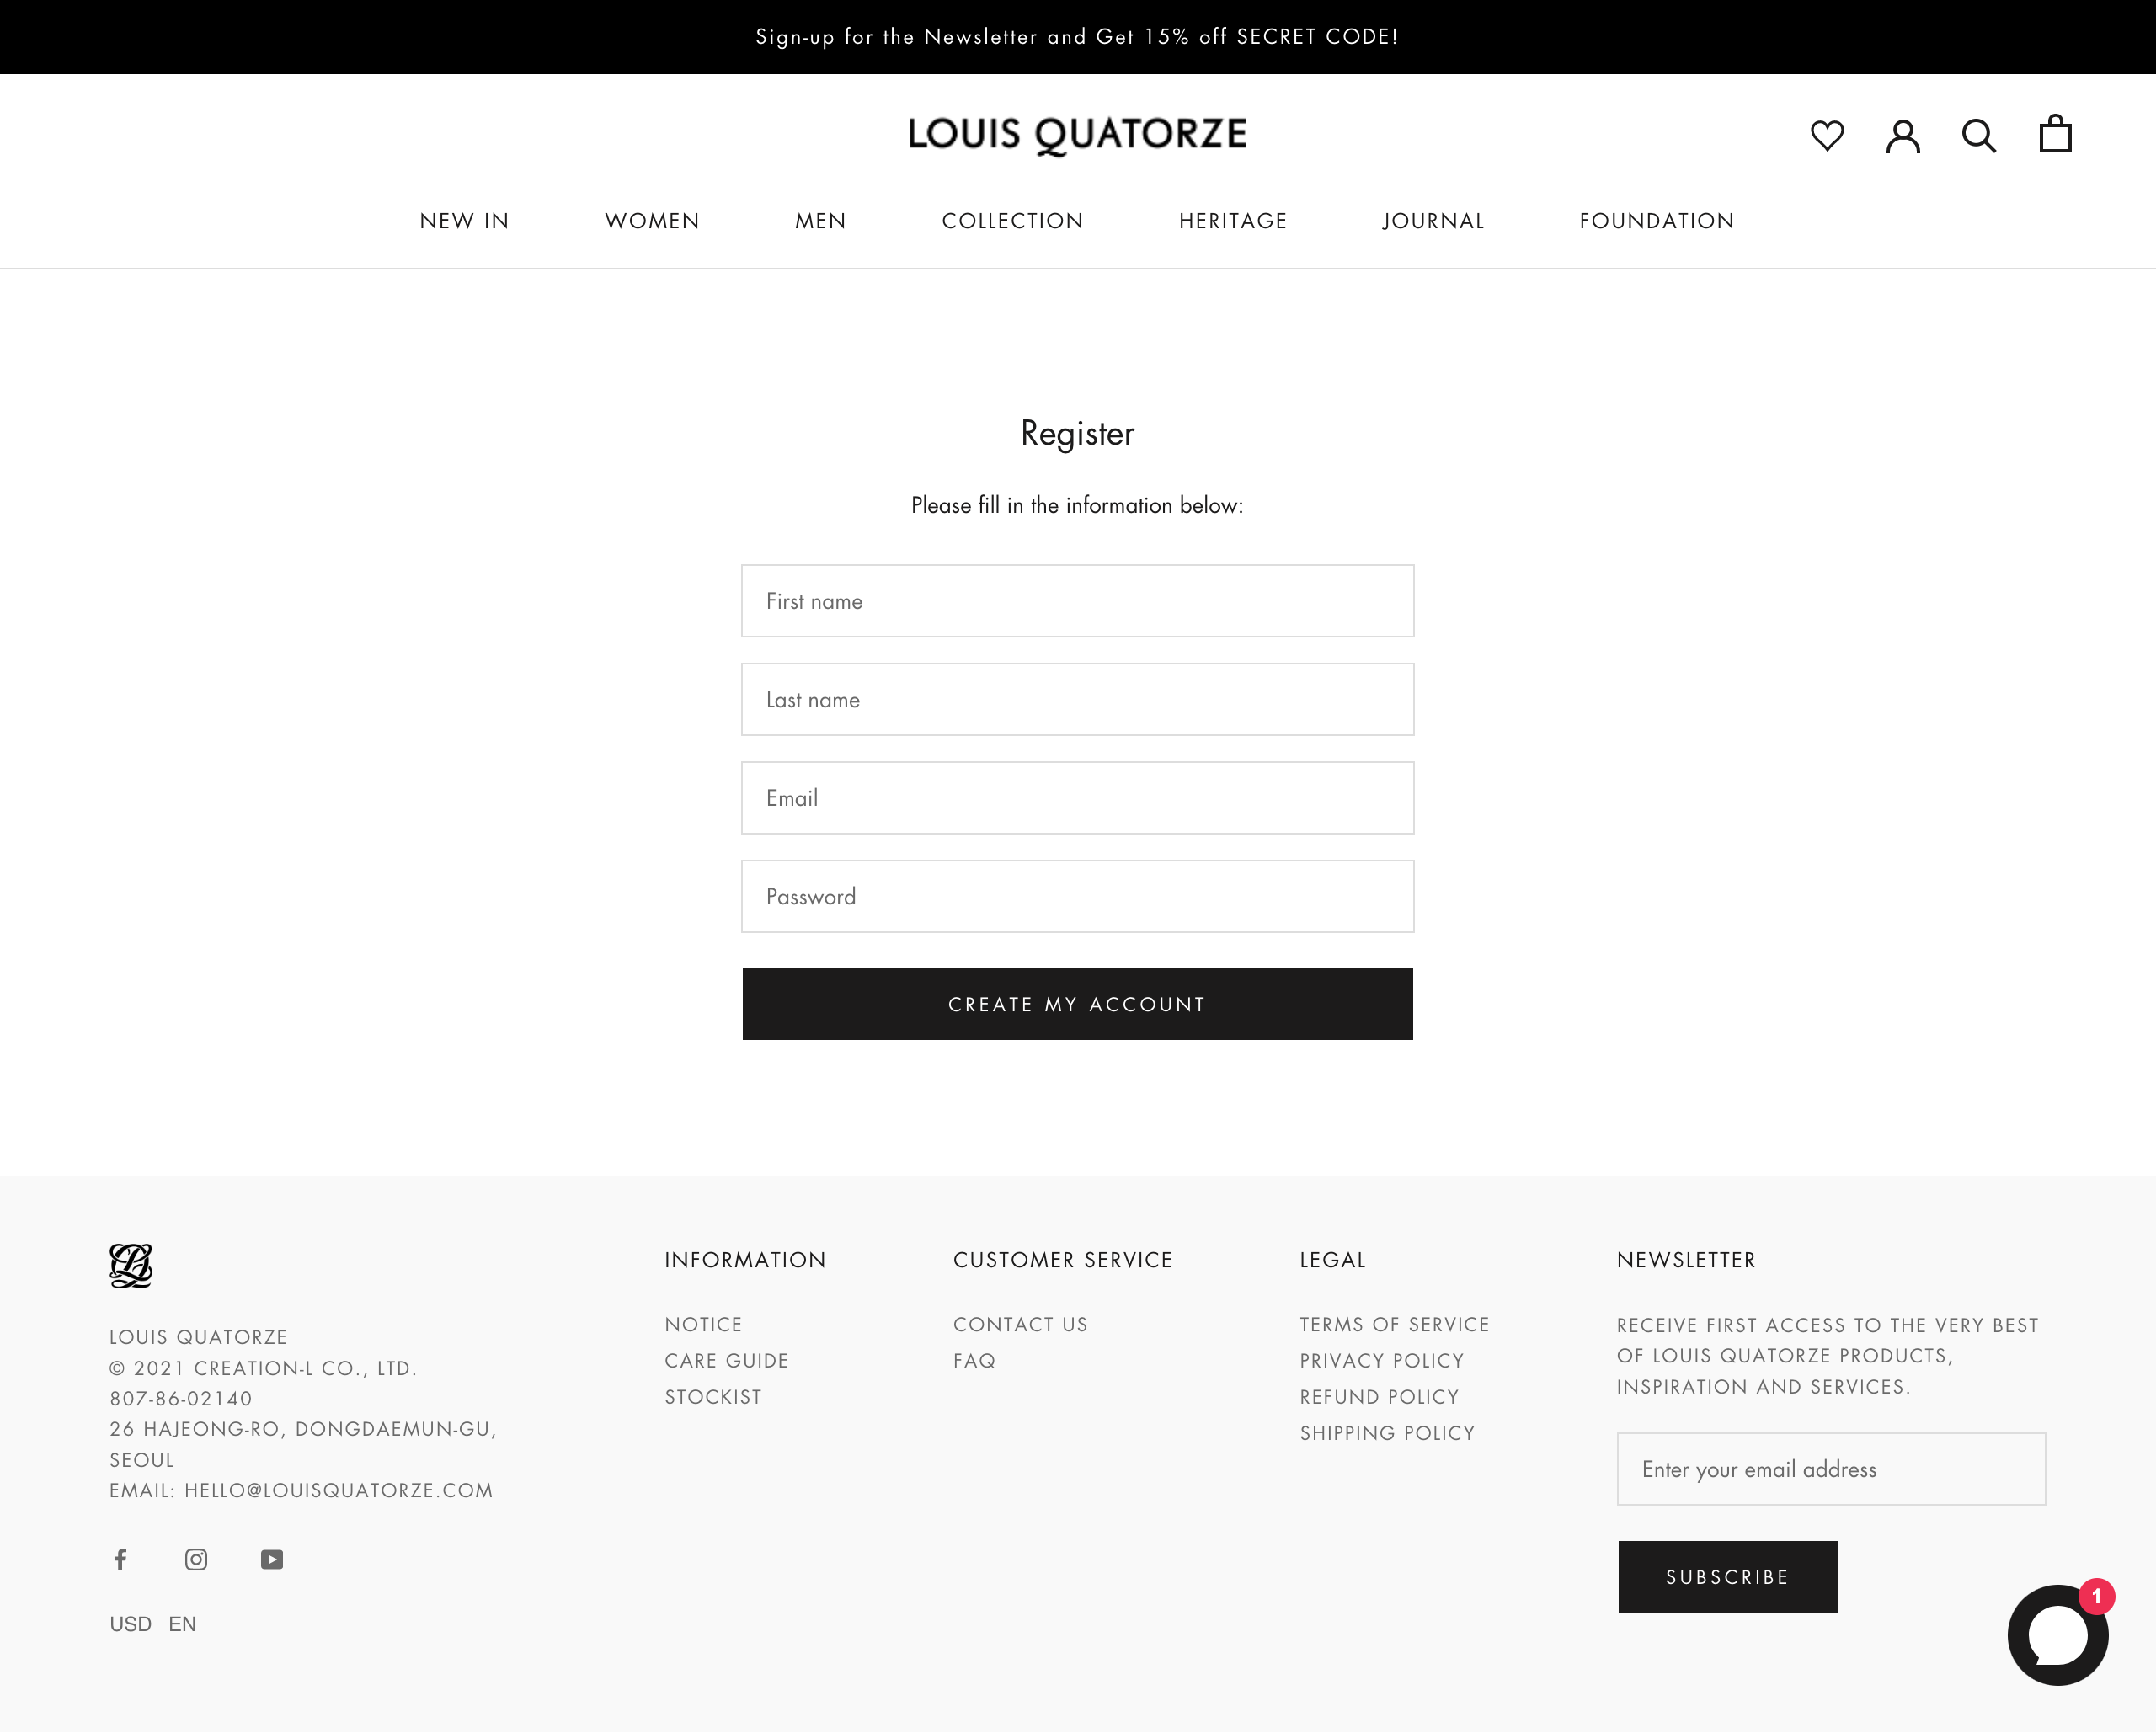 Sign-up for the Newsletter and Get 15% off SECRET CODE!
LOUIS QUATORZE
NEW IN WOMEN MEN COLLECTION HERITAGE JOURNAL FOUNDATION
Register
Please fill in the information below:
First name
Last name
Email
Password
CREATE MY ACCOUNT
LOUIS QUATORZE
© 2021 CREATION-L CO., LTD.
807-86-02140
26 HAJEONG-RO, DONGDAEMUN-GU,
SEOUL
EMAIL: HELLO@LOUISQUATORZE.COM
USD EN
INFORMATION
NOTICE
CARE GUIDE
STOCKIST
CUSTOMER SERVICE
CONTACT US
FAQ
LEGAL
TERMS OF SERVICE
PRIVACY POLICY
REFUND POLICY
SHIPPING POLICY
NEWSLETTER
RECEIVE FIRST ACCESS TO THE VERY BEST
OF LOUIS QUATORZE PRODUCTS,
INSPIRATION AND SERVICES.
Enter your email address
SUBSCRIBE
1